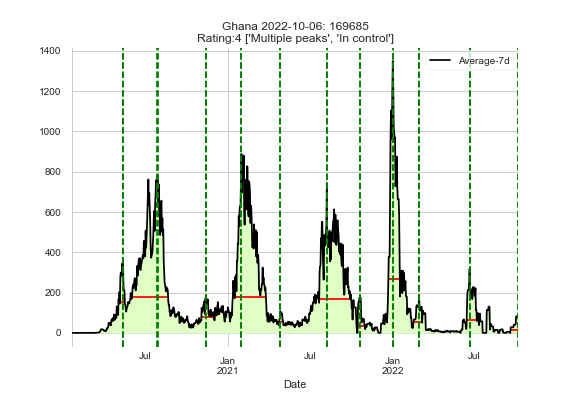 Ghana 2022-10-06: 169685
Rating:4 ['Multiple peaks', 'In control']
1400
1200
1000
800
600
400
200
0
Average-7d
Jul
Jan
2021
Jul
Jan
2022
Jul
Date